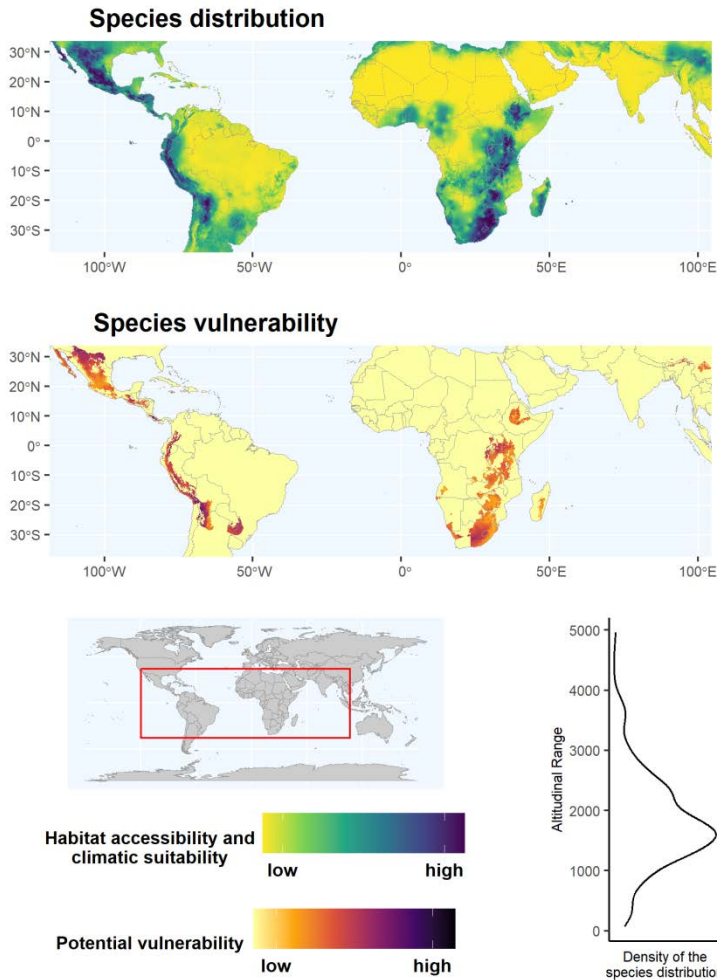 Species distribution
30°N
20°N
10°N
0°
10°S
20°S
30°S
100°W
50°W
0°
50°E
100°E
Species vulnerability
30°N
20°N
10°N
0°
10°S
20°S
30°S
100°W
50°W
0°
50°E
100°E
5000
4000
3000
2000
1000
0
Altitudinal Range
Density of the
species distribution
Habitat accessibility and
climatic suitability
low high
Potential vulnerability
low high